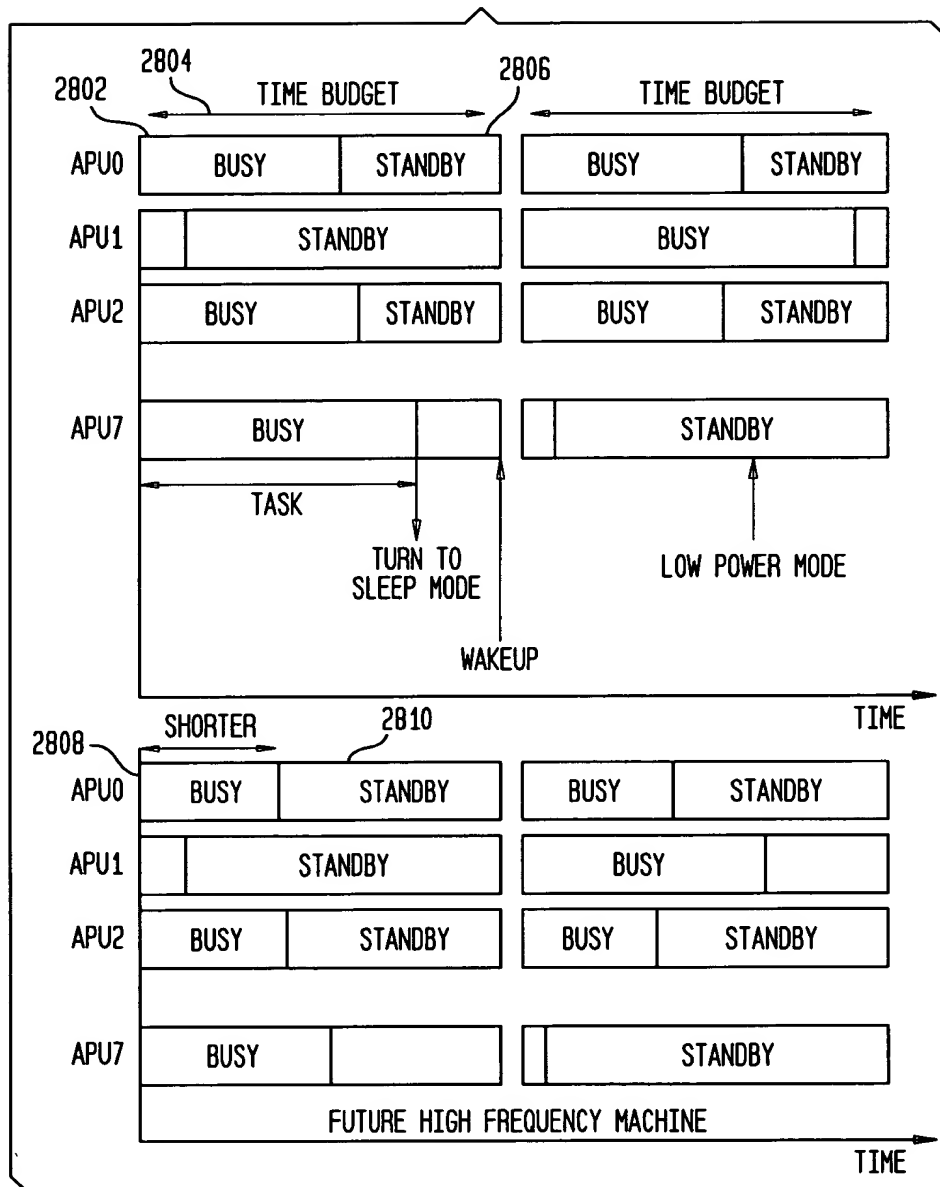 2804
2802
TIME BUDGET
2806
TIME BUDGET
APU0
BUSY
STANDBY
BUSY
STANDBY
APU1
STANDBY
BUSY
APU2
BUSY
STANDBY
BUSY
STANDBY
APU7
BUSY
STANDBY
TASK
TURN TO
SLEEP MODE
LOW POWER MODE
WAKEUP
TIME
SHORTER
2810
2808
APU0
BUSY
STANDBY
BUSY
STANDBY
APU1
STANDBY
BUSY
APU2
BUSY
STANDBY
BUSY
STANDBY
APU7
BUSY
STANDBY
FUTURE HIGH FREQUENCY MACHINE
TIME